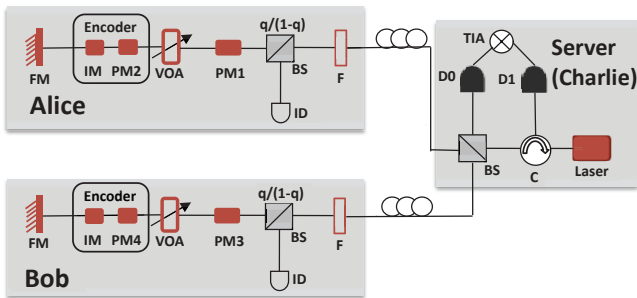 Encoder
q/(1-q)
FM
IM
PM2
VOA
PM1
BS
F
ID
Alice
TIA
D0
D1
Server
(Charlie)
BS
C
Laser
Encoder
q/(1-q)
FM
IM
PM4
VOA
PM3
BS
F
ID
Bob